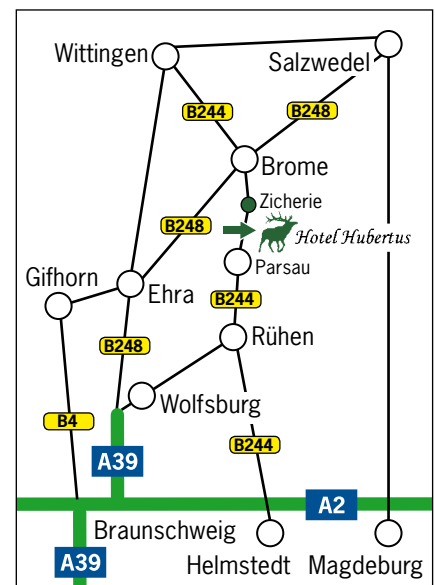 Wittingen
Salzwedel
B244
B248
Brome
Zicherie
B248
Hotel Hubertus
Parsau
Gifhorn
Ehra
B244
B248
Rühen
Wolfsburg
B4
B244
A39
A2
Braunschweig
A39
Helmstedt
Magdeburg